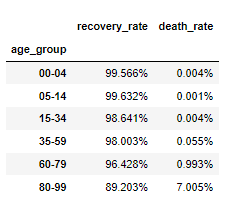 recovery_rate death_rate
age_group
00-04 99.566% 0.004%
05-14 99.632% 0.001%
15-34 98.641% 0.004%
35-59 98.003% 0.055%
60-79 96.428% 0.993%
80-99 89.203% 7.005%